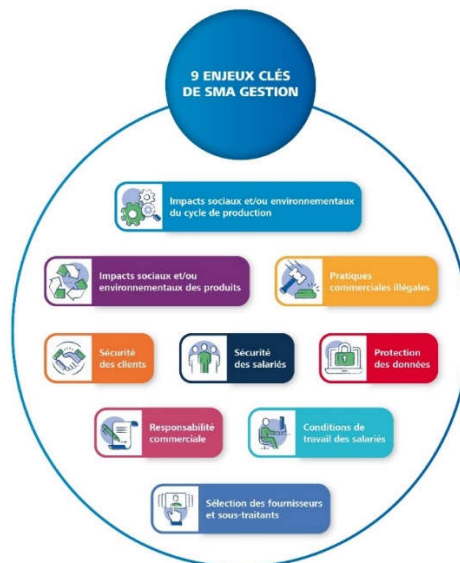 9 ENJEUX CLÉS
DE SMA GESTION
Impacts sociaux et/ou environnementaux
du cycle de production
Impacts sociaux et/ou
environnementaux des produits
Pratiques
commerciales illégales
Sécurité
des clients
Sécurité
des salariés
Protection
des données
Responsabilité
commerciale
Conditions de
travail des salariés
Sélection des fournisseurs
et sous-traitants